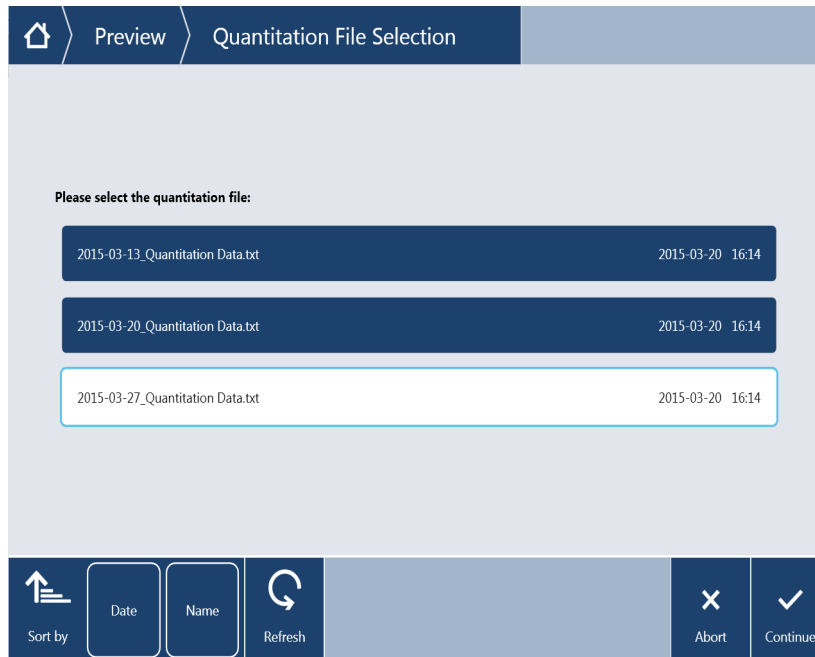 Preview Quantitation File Selection
Please select the quantitation file:
2015-03-13_Quantitation Data.txt 2015-03-20 16:14
2015-03-20_Quantitation Data.txt 2015-03-20 16:14
2015-03-27_Quantitation Data.txt 2015-03-20 16:14
Date Name
Sort by Refresh Abort Continue